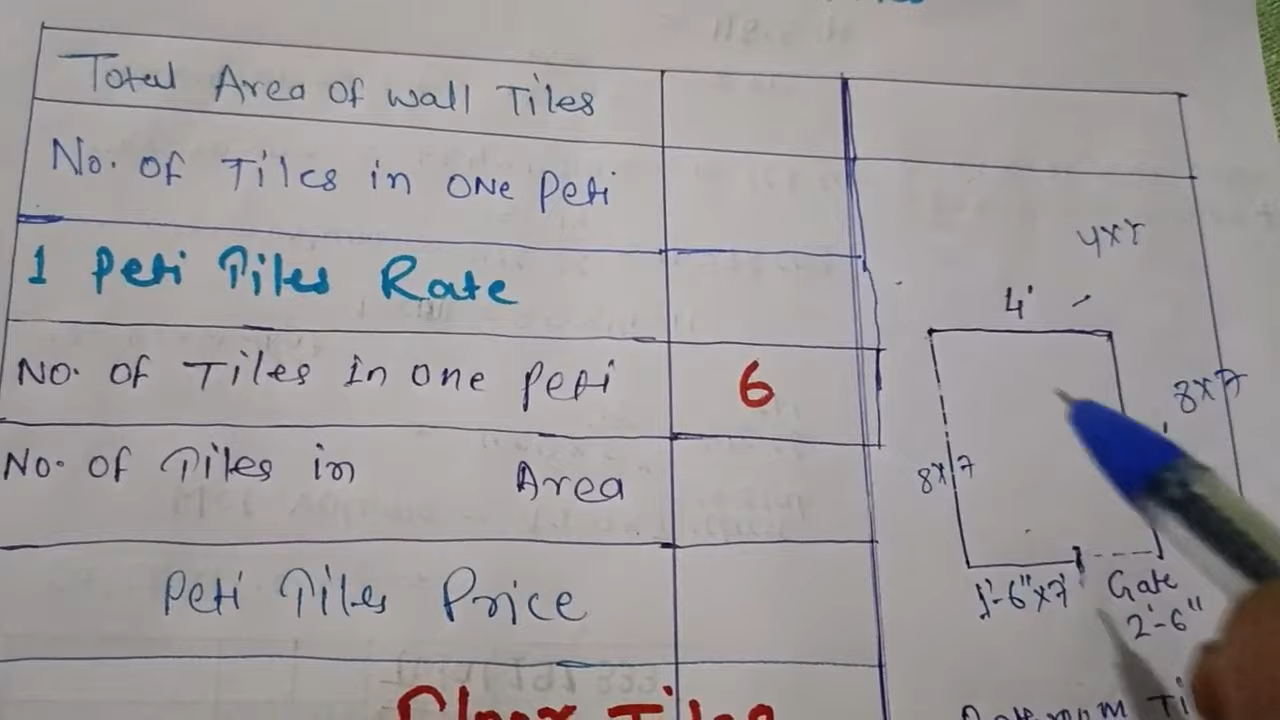 Total Area of Wall Tiles
No. of Tiles in ONe Peti
1 Peti Tiles Rate
No. of Tiles In one Peti 6
No. of Tiles in Area
Peti Tiles Price
4'
8x7
8x7
1'-6"x7'
Gate
2'-6"